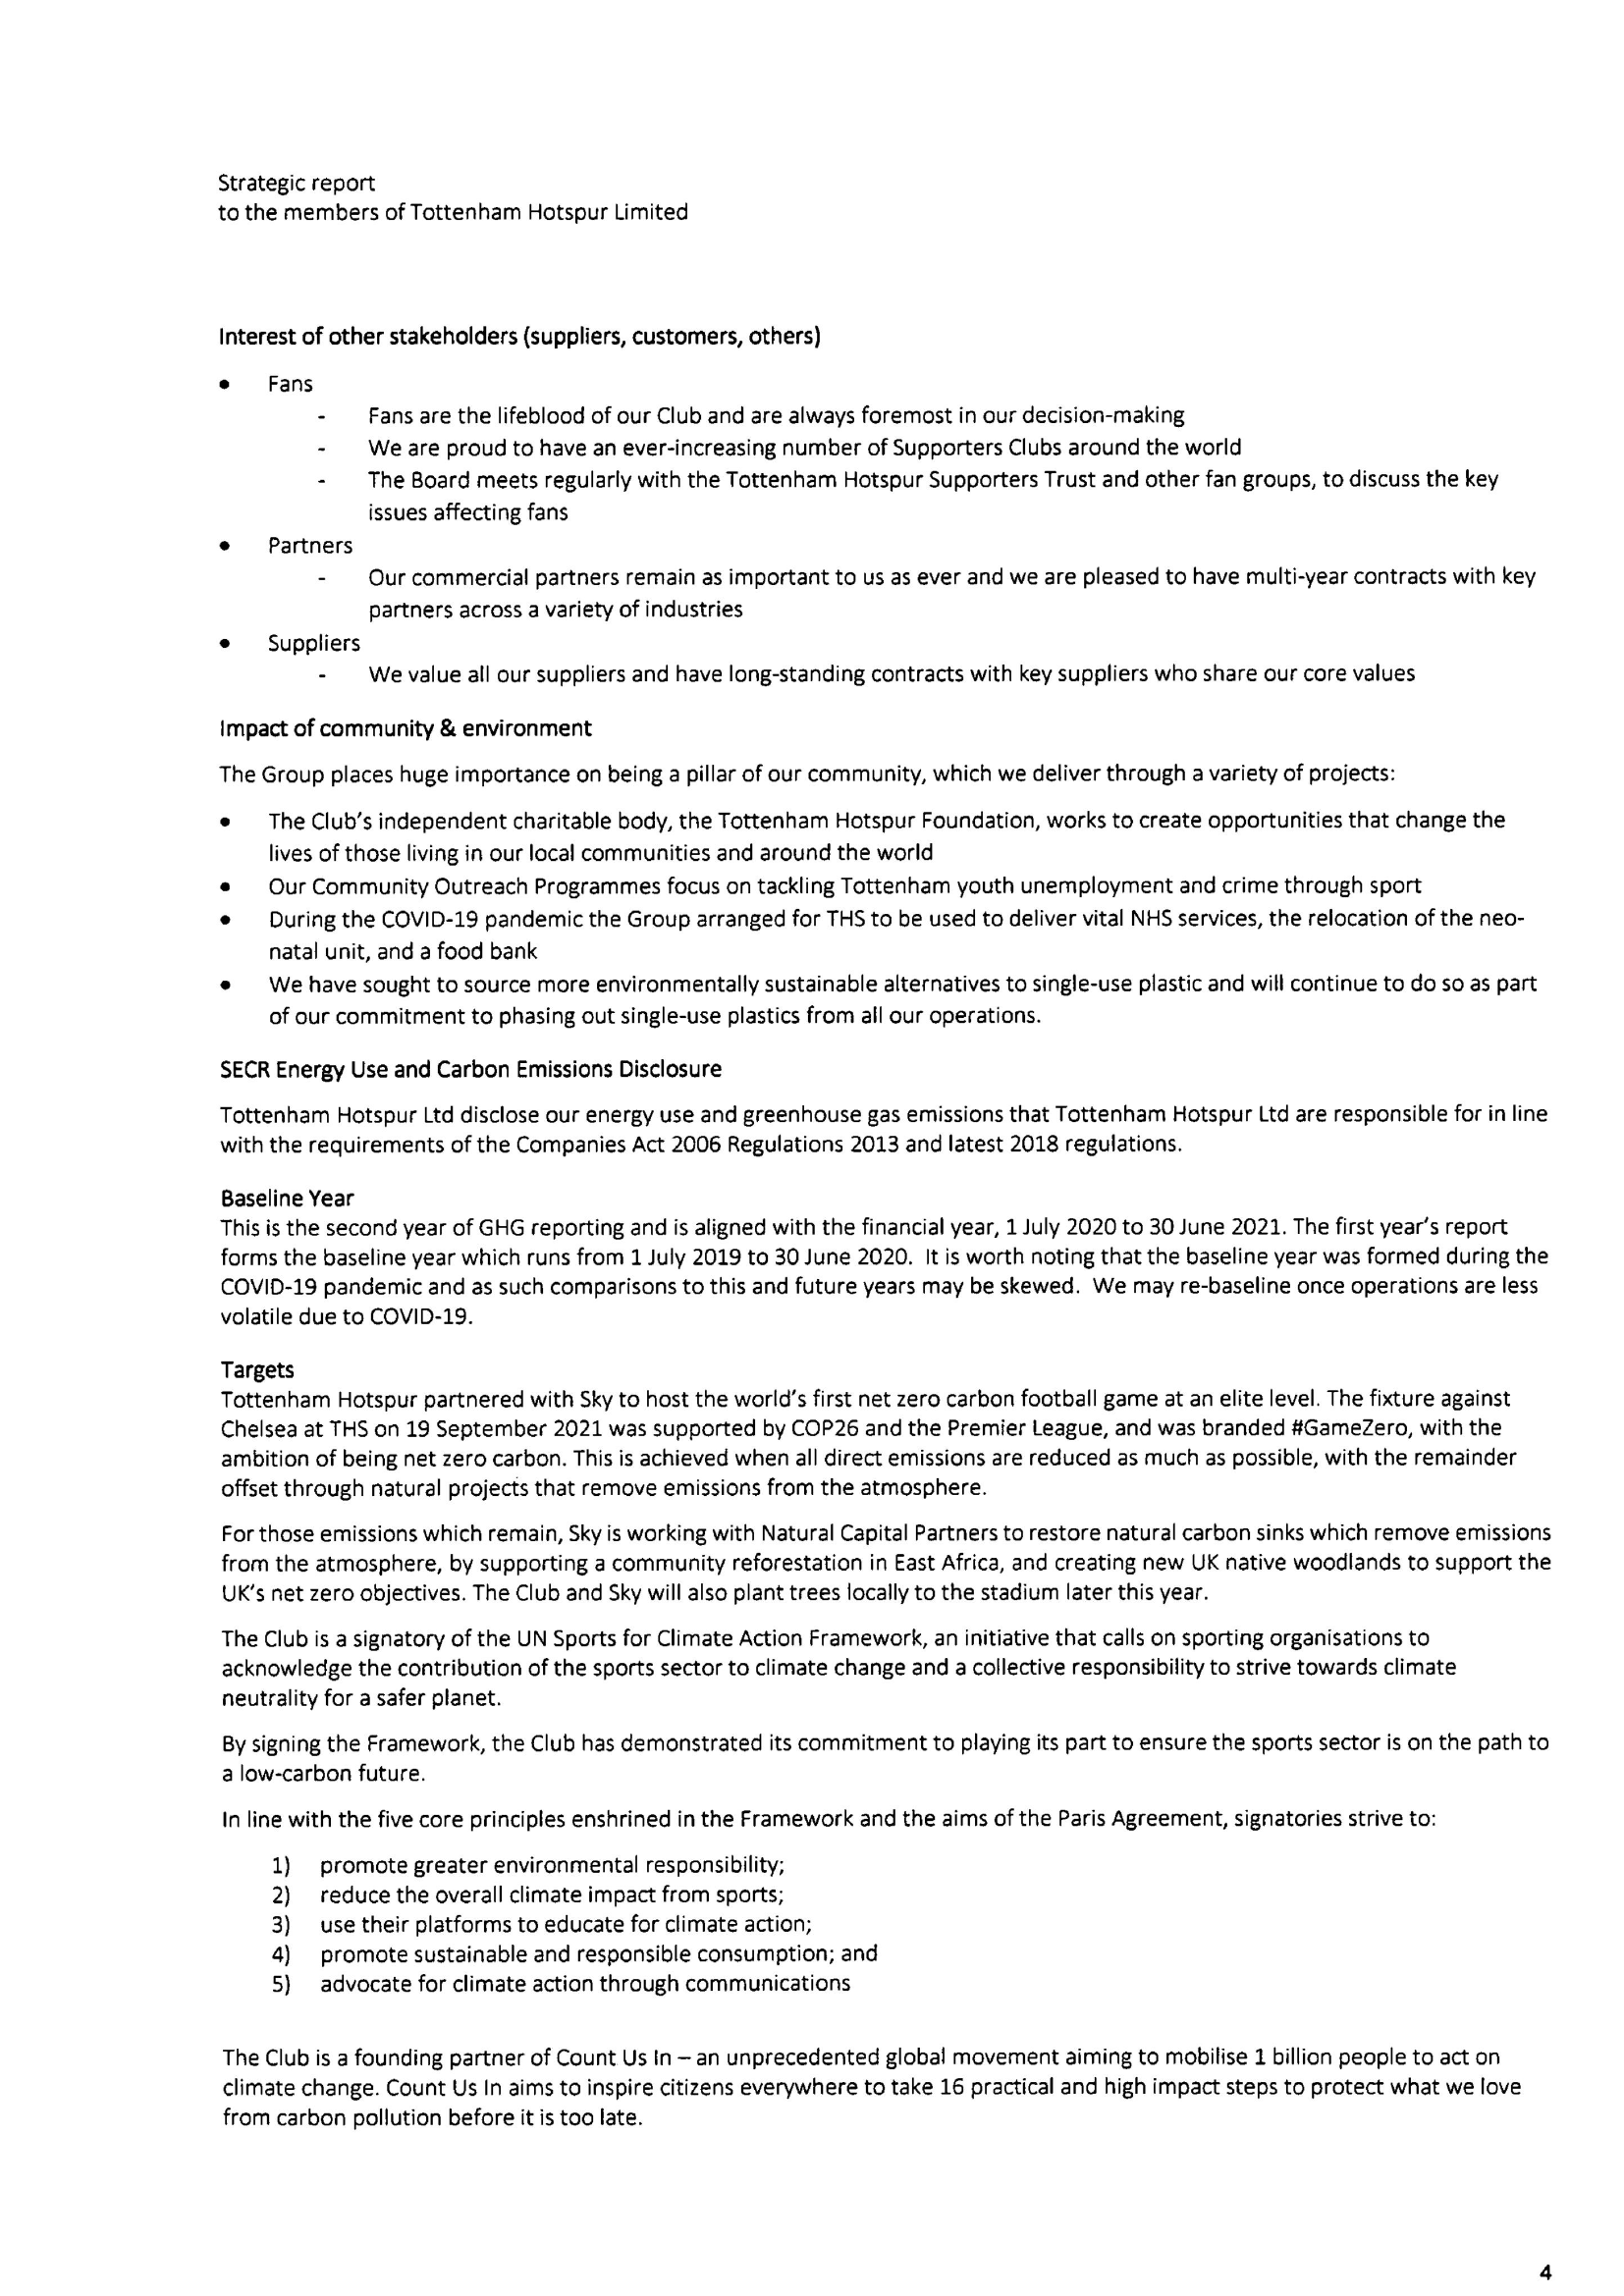 Strategic report
to the members of Tottenham Hotspur Limited
Interest of other stakeholders (suppliers, customers, others)
• Fans
- Fans are the lifeblood of our Club and are always foremost in our decision-making
- We are proud to have an ever-increasing number of Supporters Clubs around the world
- The Board meets regularly with the Tottenham Hotspur Supporters Trust and other fan groups, to discuss the key
issues affecting fans
• Partners
- Our commercial partners remain as important to us as ever and we are pleased to have multi-year contracts with key
partners across a variety of industries
• Suppliers
- We value all our suppliers and have long-standing contracts with key suppliers who share our core values
Impact of community & environment
The Group places huge importance on being a pillar of our community, which we deliver through a variety of projects:
• The Club's independent charitable body, the Tottenham Hotspur Foundation, works to create opportunities that change the
lives of those living in our local communities and around the world
• Our Community Outreach Programmes focus on tackling Tottenham youth unemployment and crime through sport
• During the COVID-19 pandemic the Group arranged for THS to be used to deliver vital NHS services, the relocation of the neo-
natal unit, and a food bank
• We have sought to source more environmentally sustainable alternatives to single-use plastic and will continue to do so as part
of our commitment to phasing out single-use plastics from all our operations.
SECR Energy Use and Carbon Emissions Disclosure
Tottenham Hotspur Ltd disclose our energy use and greenhouse gas emissions that Tottenham Hotspur Ltd are responsible for in line
with the requirements of the Companies Act 2006 Regulations 2013 and latest 2018 regulations.
Baseline Year
This is the second year of GHG reporting and is aligned with the financial year, 1 July 2020 to 30 June 2021. The first year's report
forms the baseline year which runs from 1 July 2019 to 30 June 2020. It is worth noting that the baseline year was formed during the
COVID-19 pandemic and as such comparisons to this and future years may be skewed. We may re-baseline once operations are less
volatile due to COVID-19.
Targets
Tottenham Hotspur partnered with Sky to host the world's first net zero carbon football game at an elite level. The fixture against
Chelsea at THS on 19 September 2021 was supported by COP26 and the Premier League, and was branded #GameZero, with the
ambition of being net zero carbon. This is achieved when all direct emissions are reduced as much as possible, with the remainder
offset through natural projects that remove emissions from the atmosphere.
For those emissions which remain, Sky is working with Natural Capital Partners to restore natural carbon sinks which remove emissions
from the atmosphere, by supporting a community reforestation in East Africa, and creating new UK native woodlands to support the
UK's net zero objectives. The Club and Sky will also plant trees locally to the stadium later this year.
The Club is a signatory of the UN Sports for Climate Action Framework, an initiative that calls on sporting organisations to
acknowledge the contribution of the sports sector to climate change and a collective responsibility to strive towards climate
neutrality for a safer planet.
By signing the Framework, the Club has demonstrated its commitment to playing its part to ensure the sports sector is on the path to
a low-carbon future.
In line with the five core principles enshrined in the Framework and the aims of the Paris Agreement, signatories strive to:
1) promote greater environmental responsibility;
2) reduce the overall climate impact from sports;
3) use their platforms to educate for climate action;
4) promote sustainable and responsible consumption; and
5) advocate for climate action through communications
The Club is a founding partner of Count Us In – an unprecedented global movement aiming to mobilise 1 billion people to act on
climate change. Count Us In aims to inspire citizens everywhere to take 16 practical and high impact steps to protect what we love
from carbon pollution before it is too late.
4